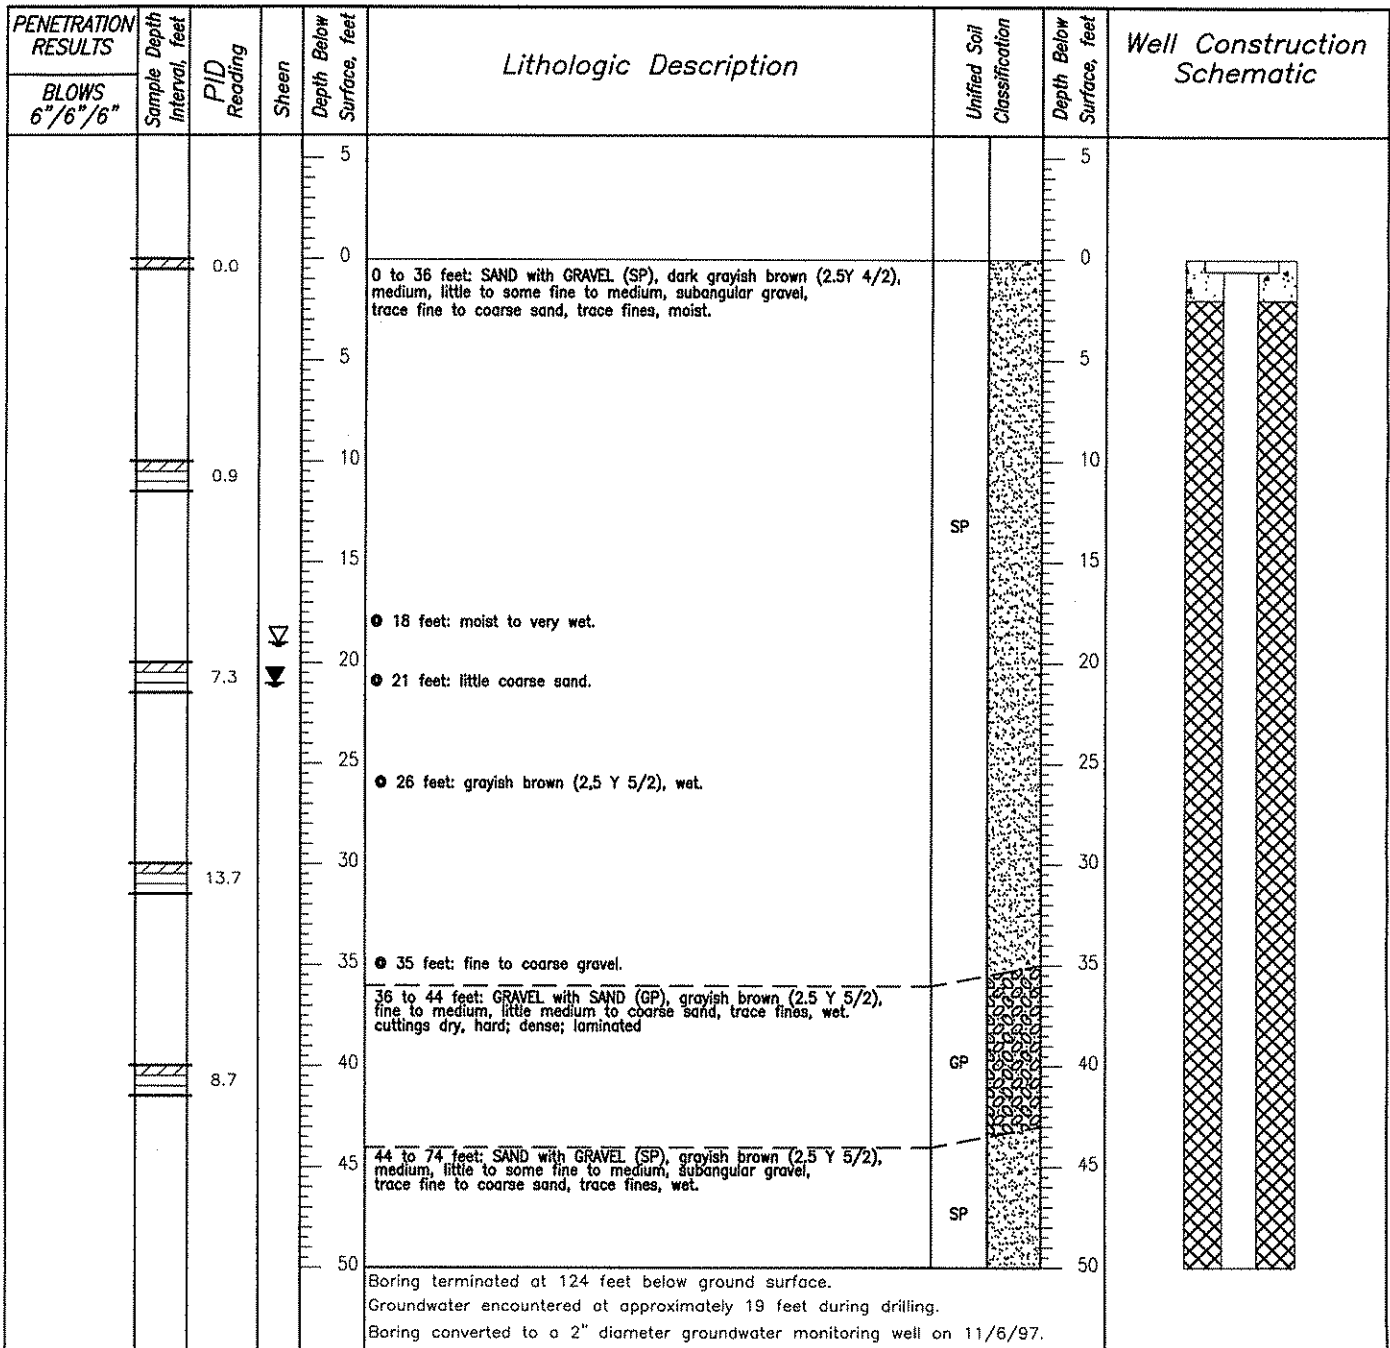 PENETRATION RESULTS
BLOWS 6"/6"/6"
Sample Depth Interval, feet
PID Reading
Sheen
Depth Below Surface, feet
Lithologic Description
Unified Soil Classification
Depth Below Surface, feet
Well Construction Schematic
5 5
0 0
0.0
0 to 36 feet: SAND with GRAVEL (SP), dark grayish brown (2.5Y 4/2),
medium, little to some fine to medium, subangular gravel,
trace fine to coarse sand, trace fines, moist.
5 5
10 10
0.9
SP
15 15
18 feet: moist to very wet.
20 20
7.3
21 feet: little coarse sand.
25 25
26 feet: grayish brown (2,5 Y 5/2), wet.
30 30
13.7
35 35
35 feet: fine to coarse gravel.
36 to 44 feet: GRAVEL with SAND (GP), grayish brown (2.5 Y 5/2),
fine to medium, little medium to coarse sand, trace fines, wet.
cuttings dry, hard; dense; laminated
40 GP 40
8.7
44 to 74 feet: SAND with GRAVEL (SP), grayish brown (2.5 Y 5/2),
45 45
medium, little to some fine to medium, subangular gravel,
trace fine to coarse sand, trace fines, wet.
SP
50 50
Boring terminated at 124 feet below ground surface.
Groundwater encountered at approximately 19 feet during drilling.
Boring converted to a 2" diameter groundwater monitoring well on 11/6/97.